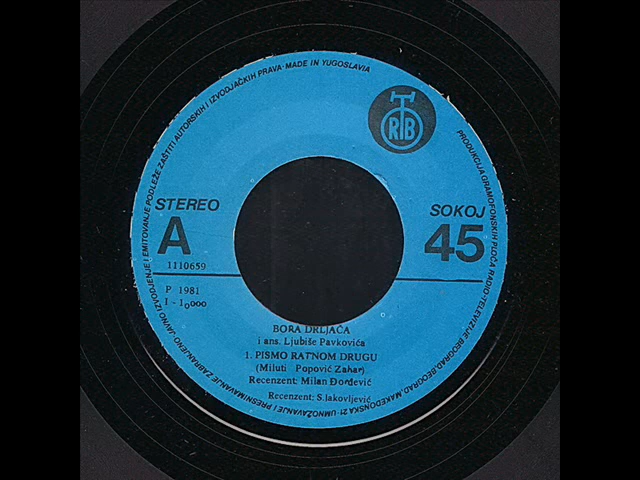 UMNOŽAVANJE I PRESNIMAVANJE ZABRANJENO JAVNO IZVODJENJE I EMITOVANJE PODLEŽE ZAŠTITI AUTORSKIH I IZVODJAČKIH PRAVA · MADE IN YUGOSLAVIA
RTB
PRODUKCIJA GRAMOFONSKIH PLOČA RADIO-TELEVIZIJE BEOGRAD, BEOGRAD, MAKEDONSKA 21
STEREO
SOKOJ
A
45
1110659
P 1981
I - 10000
BORA DRLJAČA
i ans. Ljubiše Pavkovića
1. PISMO RATNOM DRUGU
(Miluti Popović Zahar)
Recenzent: Milan Đorđević
Recenzent: S.Jakovljević